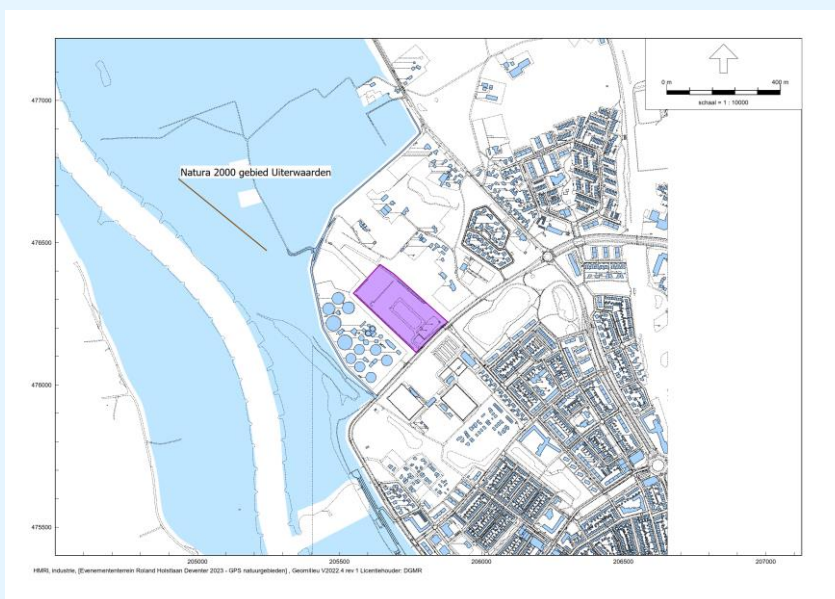 0 m 400 m
schaal = 1 : 10000
477000
Natura 2000 gebied Uiterwaarden
476500
476000
475500
205000 205500 206000 206500 207000
HMRI, industrie, [Evenemententerrein Roland Holstlaan Deventer 2023 - GPS natuurgebieden] , Geomilieu V2022.4 rev 1 Licentiehouder: DGMR